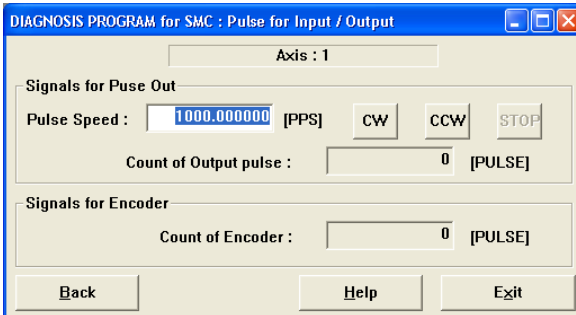 DIAGNOSIS PROGRAM for SMC : Pulse for Input / Output
Axis : 1
Signals for Puse Out
Pulse Speed : 1000.000000 [PPS] CW CCW STOP
Count of Output pulse : 0 [PULSE]
Signals for Encoder
Count of Encoder : 0 [PULSE]
Back Help Exit